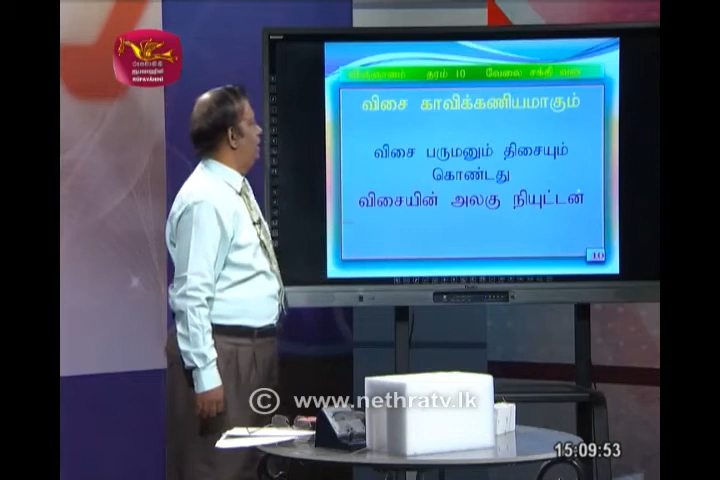 விஞ்ஞானம் தரம் 10 வேலை சக்தி வலு
விசை காவிக்கணியமாகும்
விசை பருமனும் திசையும்
கொண்டது
விசையின் அலகு நியுட்டன்
10
© www.nethratv.lk
15:09:53